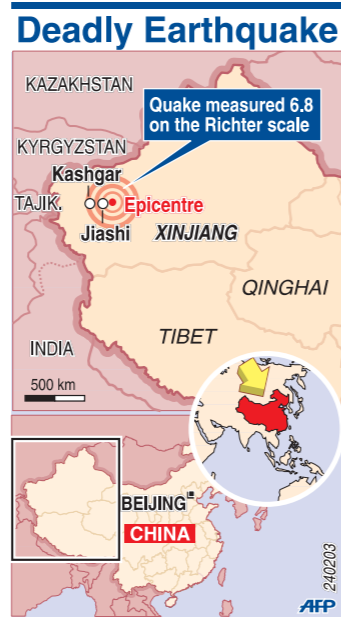 Deadly Earthquake
KAZAKHSTAN
Quake measured 6.8
on the Richter scale
KYRGYZSTAN
Kashgar
TAJIK.
Epicentre
Jiashi
XINJIANG
QINGHAI
TIBET
INDIA
500 km
BEIJING
CHINA
240203
AFP